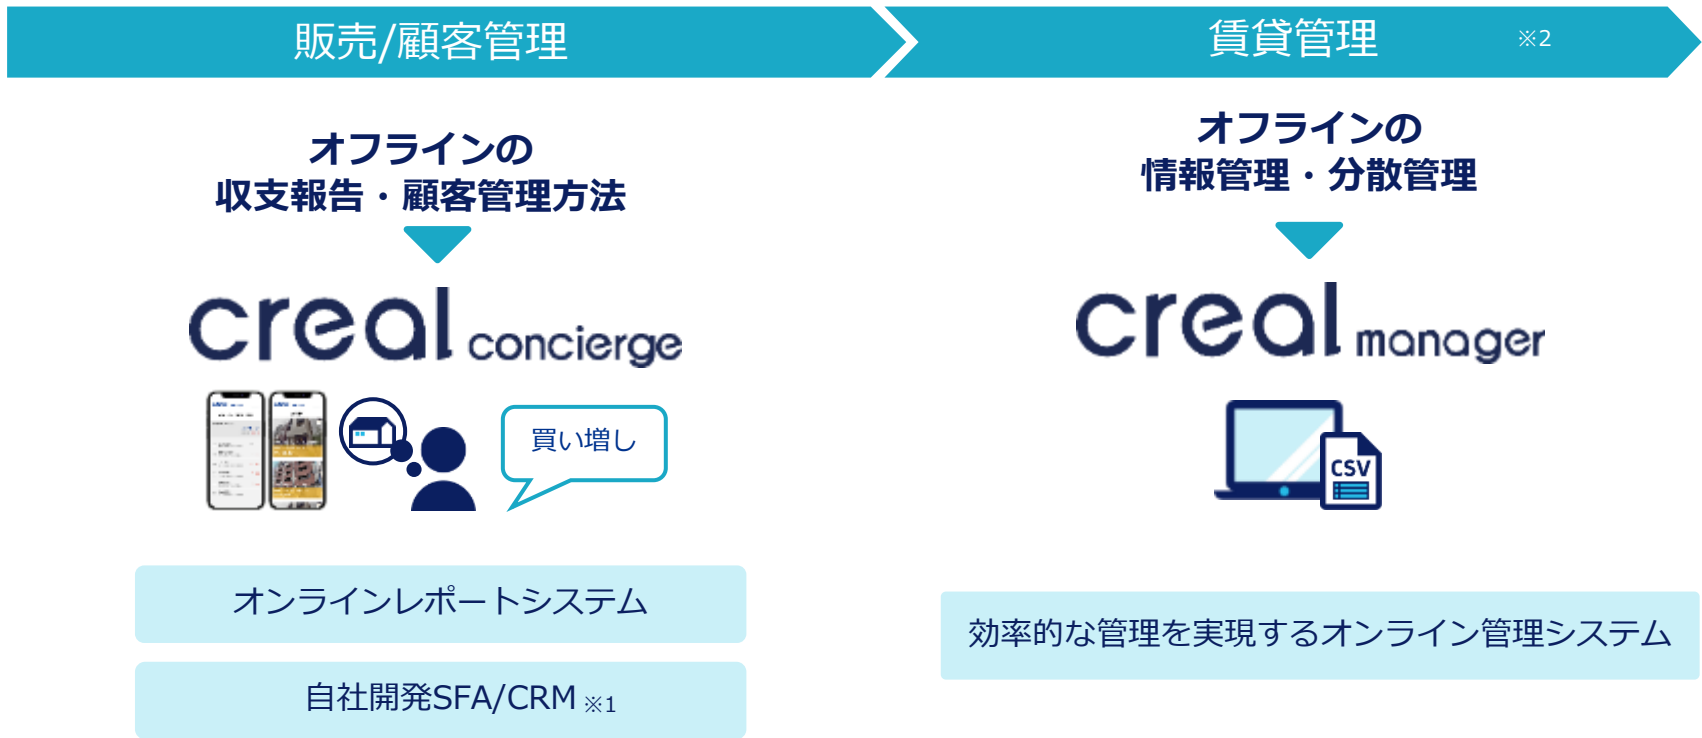 販売/顧客管理
賃貸管理 ※2
オフラインの
収支報告・顧客管理方法
creal concierge
買い増し
オンラインレポートシステム
自社開発SFA/CRM ※1
オフラインの
情報管理・分散管理
creal manager
CSV
効率的な管理を実現するオンライン管理システム